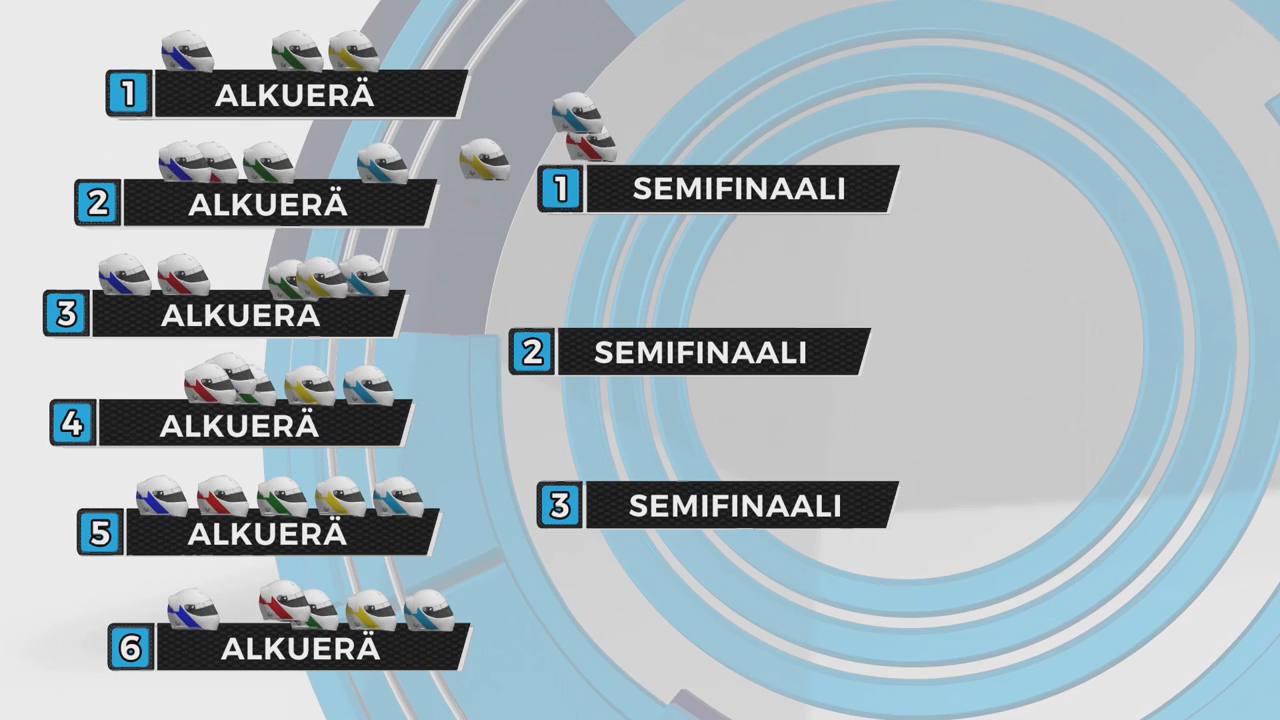 1 ALKUERÄ
2 ALKUERÄ
3 ALKUERA
4 ALKUERÄ
5 ALKUERÄ
6 ALKUERÄ
1 SEMIFINAALI
2 SEMIFINAALI
3 SEMIFINAALI